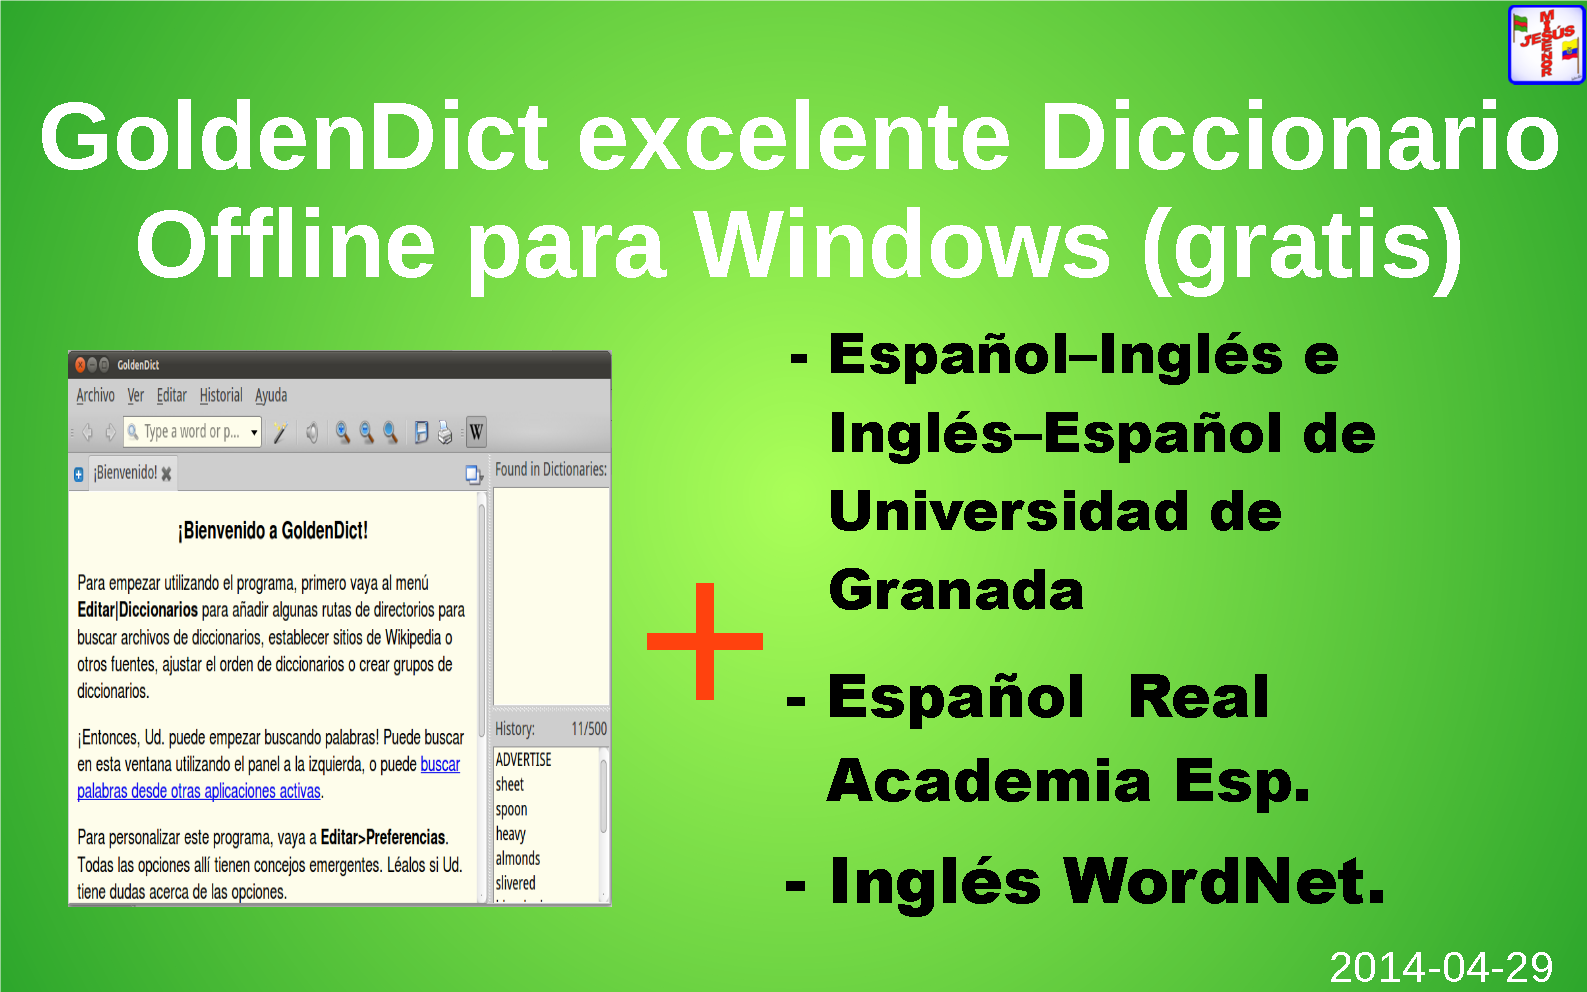 MISEÑOR
JESÚS
GoldenDict excelente Diccionario
Offline para Windows (gratis)
- Español–Inglés e
Inglés–Español de
Universidad de
Granada
- Español  Real
Academia Esp.
- Inglés WordNet.
GoldenDict
Archivo Ver Editar Historial Ayuda
Type a word or p...
W
¡Bienvenido!
¡Bienvenido a GoldenDict!
Para empezar utilizando el programa, primero vaya al menú
Editar|Diccionarios para añadir algunas rutas de directorios para
buscar archivos de diccionarios, establecer sitios de Wikipedia o
otros fuentes, ajustar el orden de diccionarios o crear grupos de
diccionarios.
¡Entonces, Ud. puede empezar buscando palabras! Puede buscar
en esta ventana utilizando el panel a la izquierda, o puede buscar
palabras desde otras aplicaciones activas.
Para personalizar este programa, vaya a Editar>Preferencias.
Todas las opciones allí tienen concejos emergentes. Léalos si Ud.
tiene dudas acerca de las opciones.
Found in Dictionaries:
History: 11/500
ADVERTISE
sheet
spoon
heavy
almonds
slivered
+
2014-04-29